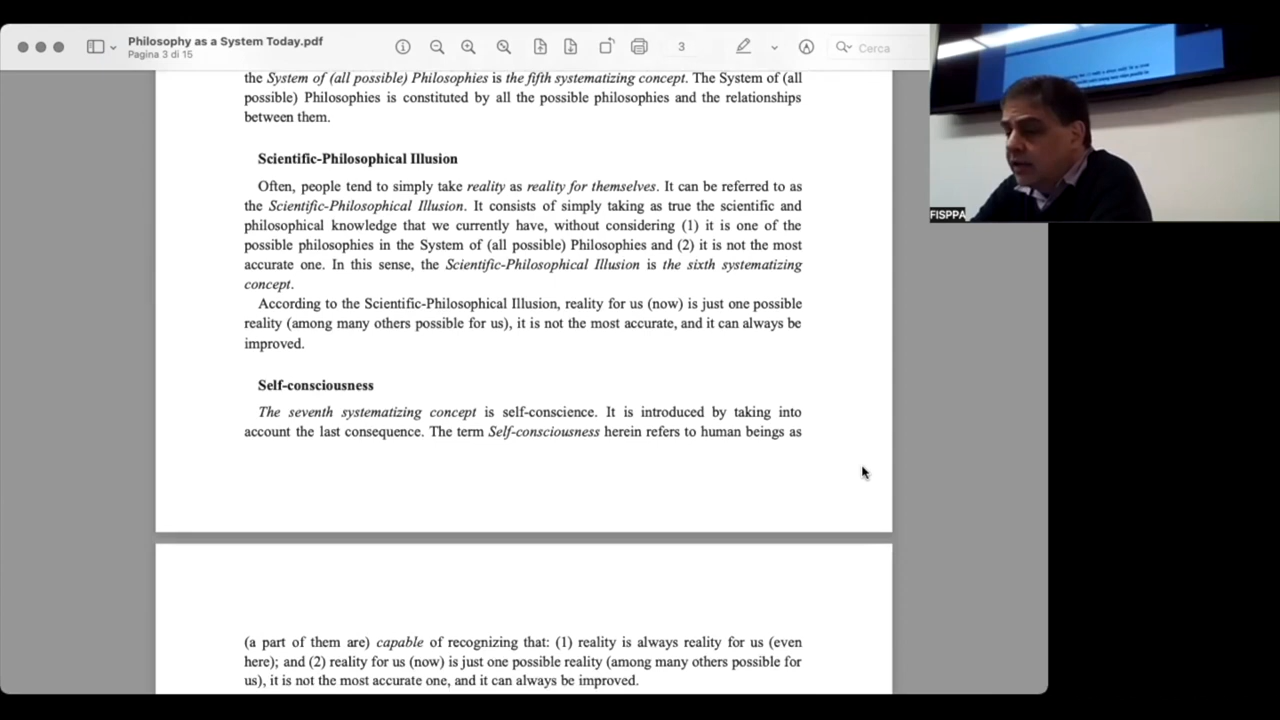 Philosophy as a System Today.pdf
Pagina 3 di 15
3
Cerca
the System of (all possible) Philosophies is the fifth systematizing concept. The System of (all
possible) Philosophies is constituted by all the possible philosophies and the relationships
between them.
Scientific-Philosophical Illusion
Often, people tend to simply take reality as reality for themselves. It can be referred to as
the Scientific-Philosophical Illusion. It consists of simply taking as true the scientific and
philosophical knowledge that we currently have, without considering (1) it is one of the
possible philosophies in the System of (all possible) Philosophies and (2) it is not the most
accurate one. In this sense, the Scientific-Philosophical Illusion is the sixth systematizing
concept.
According to the Scientific-Philosophical Illusion, reality for us (now) is just one possible
reality (among many others possible for us), it is not the most accurate, and it can always be
improved.
Self-consciousness
The seventh systematizing concept is self-conscience. It is introduced by taking into
account the last consequence. The term Self-consciousness herein refers to human beings as
(a part of them are) capable of recognizing that: (1) reality is always reality for us (even
here); and (2) reality for us (now) is just one possible reality (among many others possible for
us), it is not the most accurate one, and it can always be improved.
FISPPA